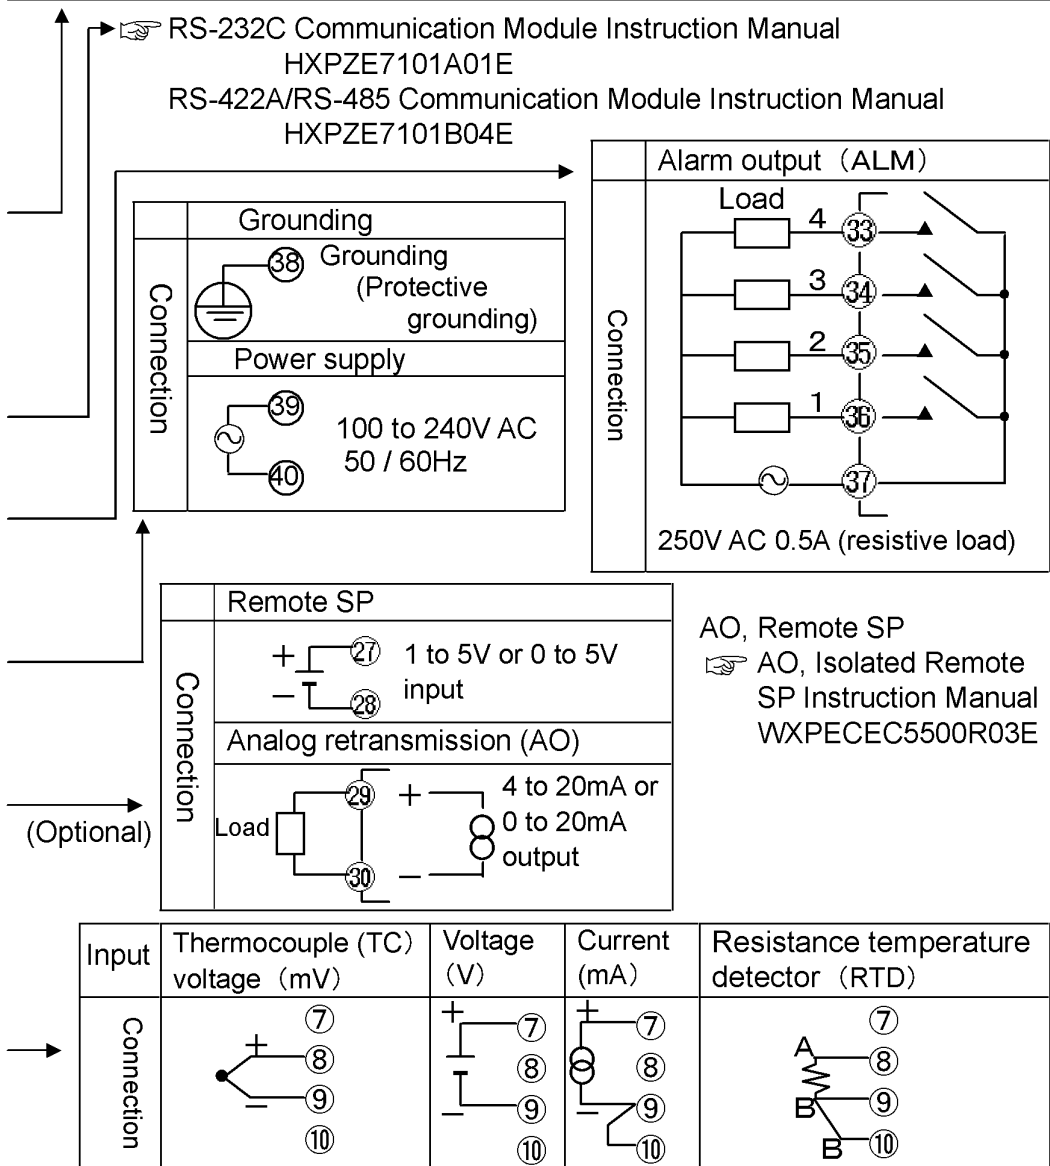 RS-232C Communication Module Instruction Manual
HXPZE7101A01E
RS-422A/RS-485 Communication Module Instruction Manual
HXPZE7101B04E
Alarm output (ALM)
Connection
Load
4 33
3 34
2 35
1 36
37
250V AC 0.5A (resistive load)
Grounding
Connection
38 Grounding
(Protective
grounding)
Power supply
39
40
100 to 240V AC
50 / 60Hz
Remote SP
Connection
+ 27
− 28
1 to 5V or 0 to 5V
input
Analog retransmission (AO)
Load
29 +
30 −
4 to 20mA or
0 to 20mA
output
AO, Remote SP
AO, Isolated Remote
SP Instruction Manual
WXPECEC5500R03E
(Optional)
Input
Thermocouple (TC)
voltage (mV)
Voltage
(V)
Current
(mA)
Resistance temperature
detector (RTD)
Connection
7
+ 8
− 9
10
+ 7
8
− 9
10
+ 7
8
− 9
10
7
A 8
B 9
B 10